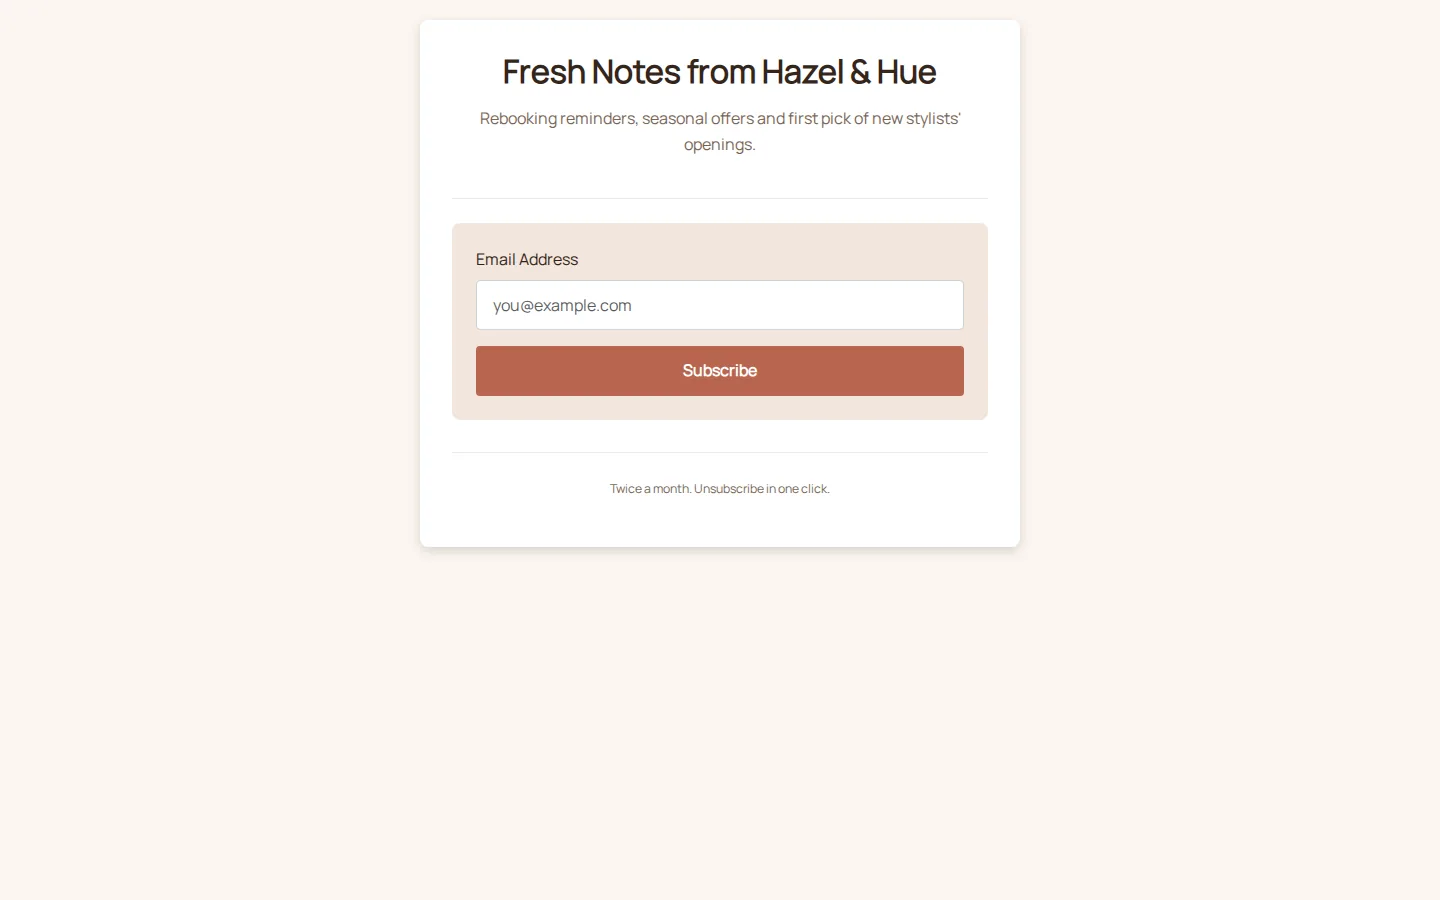 Fresh Notes from Hazel & Hue
Rebooking reminders, seasonal offers and first pick of new stylists'
openings.
Email Address
you@example.com
Subscribe
Twice a month. Unsubscribe in one click.